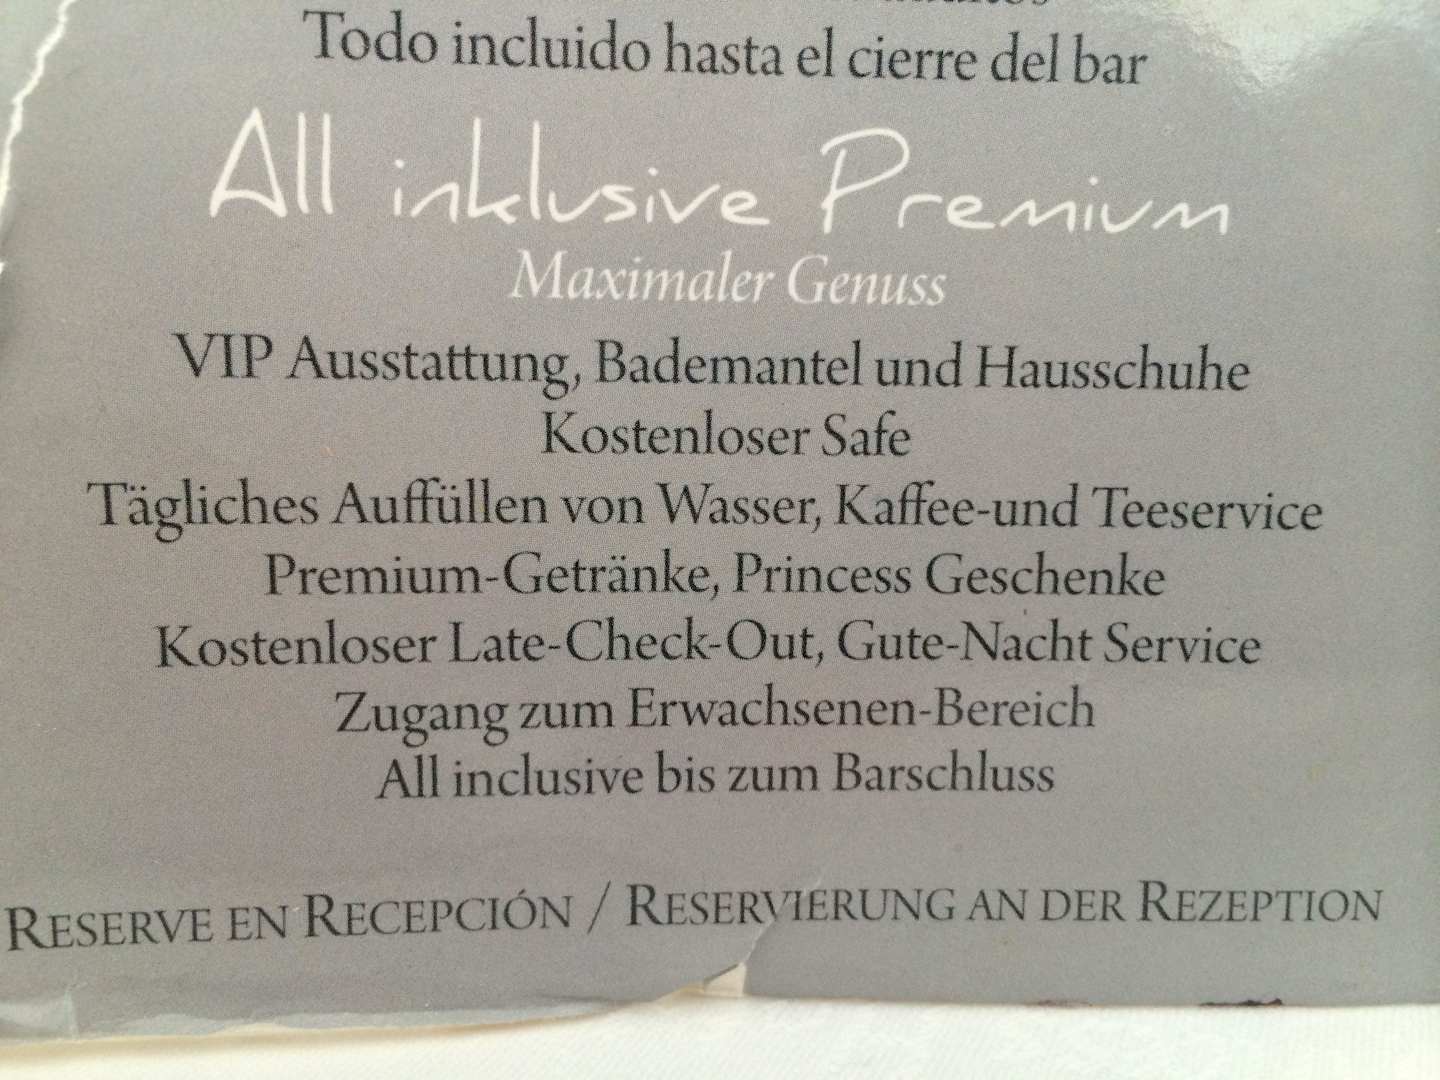 Todo incluido hasta el cierre del bar
All inklusive Premium
Maximaler Genuss
VIP Ausstattung, Bademantel und Hausschuhe
Kostenloser Safe
Tägliches Auffüllen von Wasser, Kaffee-und Teeservice
Premium-Getränke, Princess Geschenke
Kostenloser Late-Check-Out, Gute-Nacht Service
Zugang zum Erwachsenen-Bereich
All inclusive bis zum Barschluss
RESERVE EN RECEPCIÓN / RESERVIERUNG AN DER REZEPTION